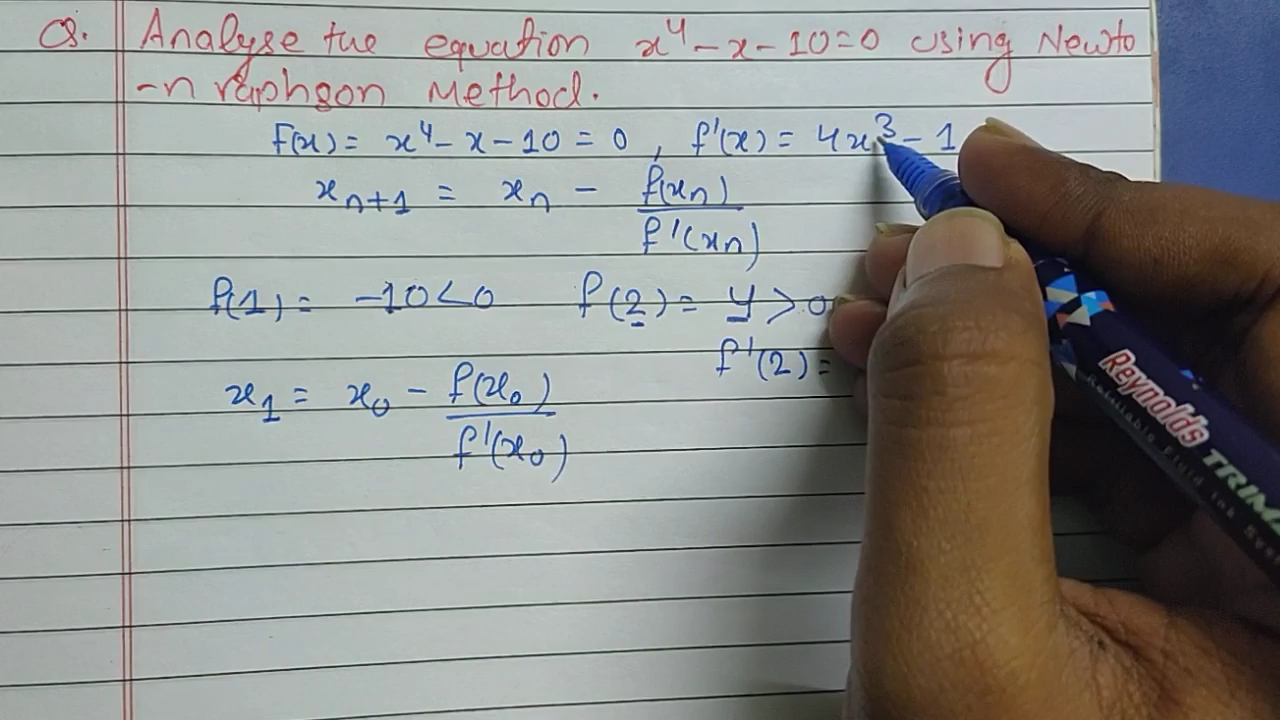 Q. Analyse the equation x⁴-x-10=0 using Newto
-n raphson Method.
f(x)= x⁴-x-10=0, f'(x)= 4x³-1
xₙ₊₁ = xₙ - f(xₙ)/f'(xₙ)
f(1)= -10<0 f(2)= 4>0
f'(2)=
x₁= x₀ - f(x₀)/f'(x₀)
Reynolds TRIM